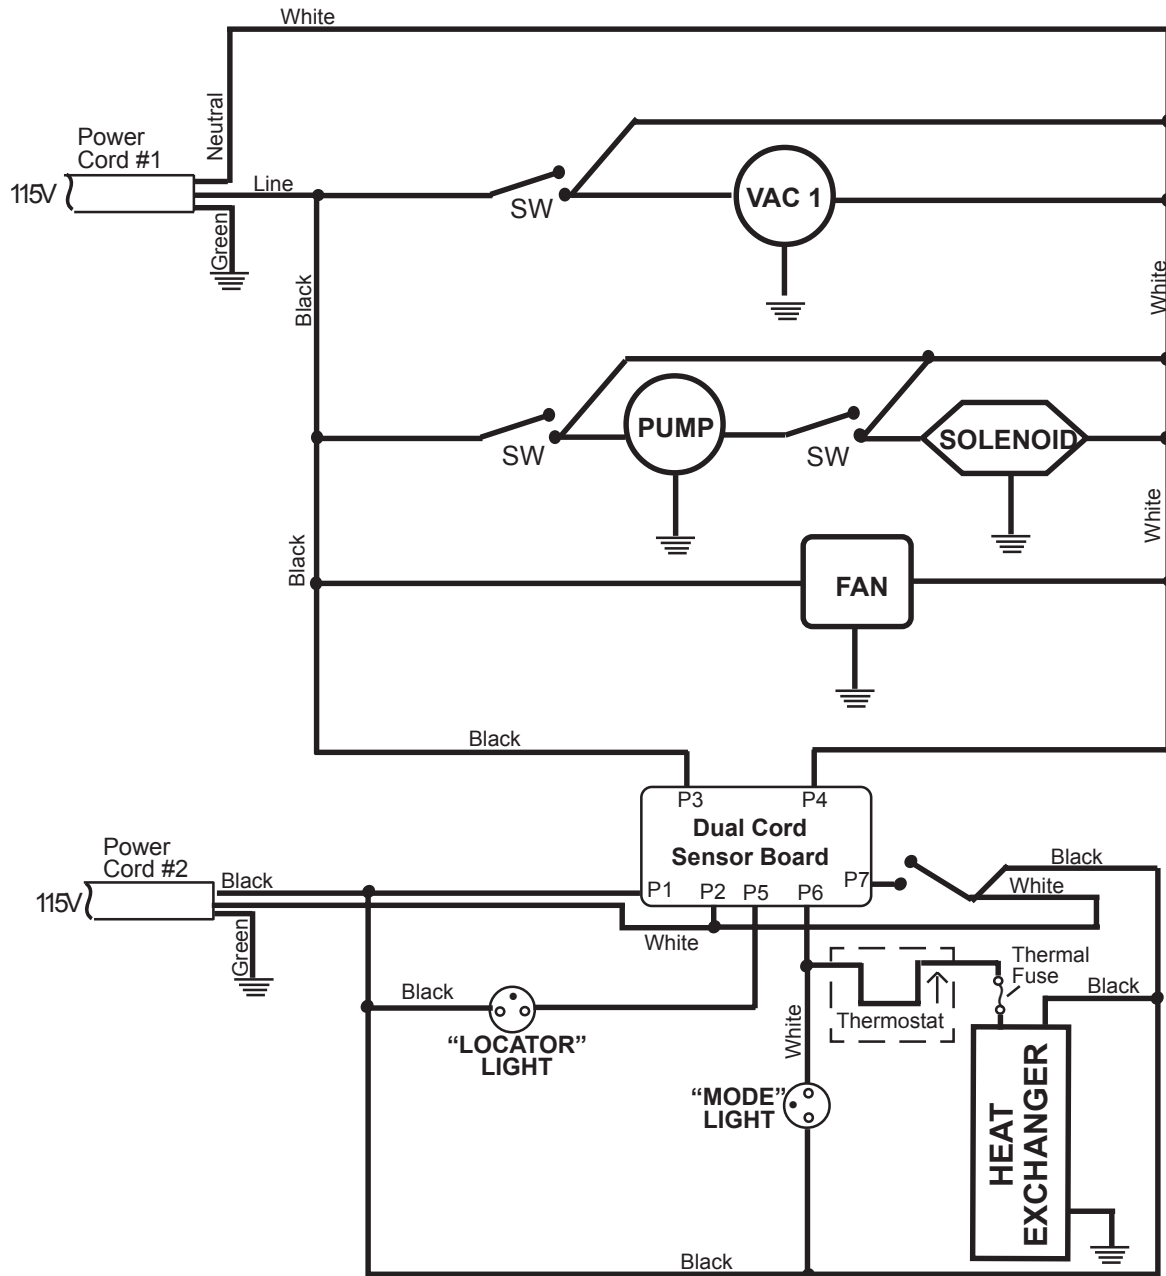 White
Neutral
Power
Cord #1
115V
Line
Green
SW
VAC 1
Black
White
SW
PUMP
SW
SOLENOID
White
Black
FAN
Black
P3
P4
Dual Cord
Sensor Board
P1
P2
P5
P6
P7
Power
Cord #2
115V
Black
Green
White
Black
White
Black
"LOCATOR"
LIGHT
White
Thermostat
Thermal
Fuse
Black
"MODE"
LIGHT
HEAT
EXCHANGER
Black